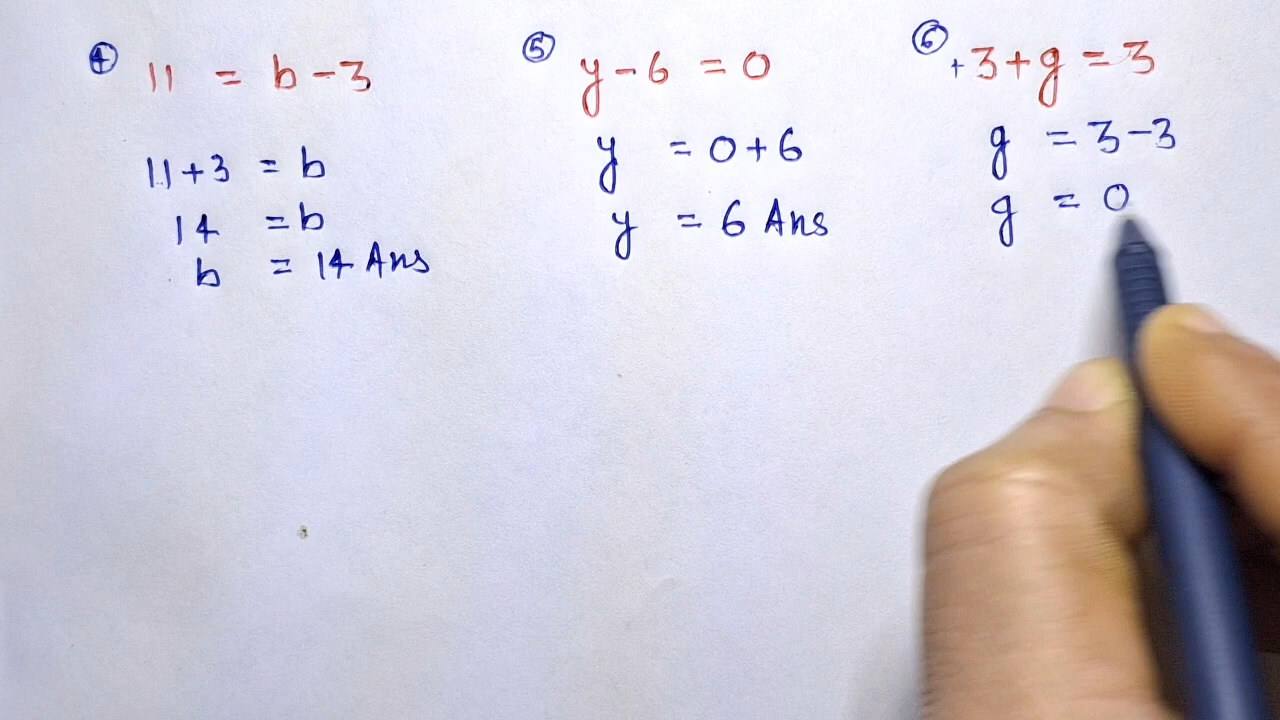 ④ 11 = b - 3
11 + 3 = b
14 = b
b = 14 Ans
⑤ y - 6 = 0
y = 0 + 6
y = 6 Ans
⑥ +3 + g = 3
g = 3 - 3
g = 0